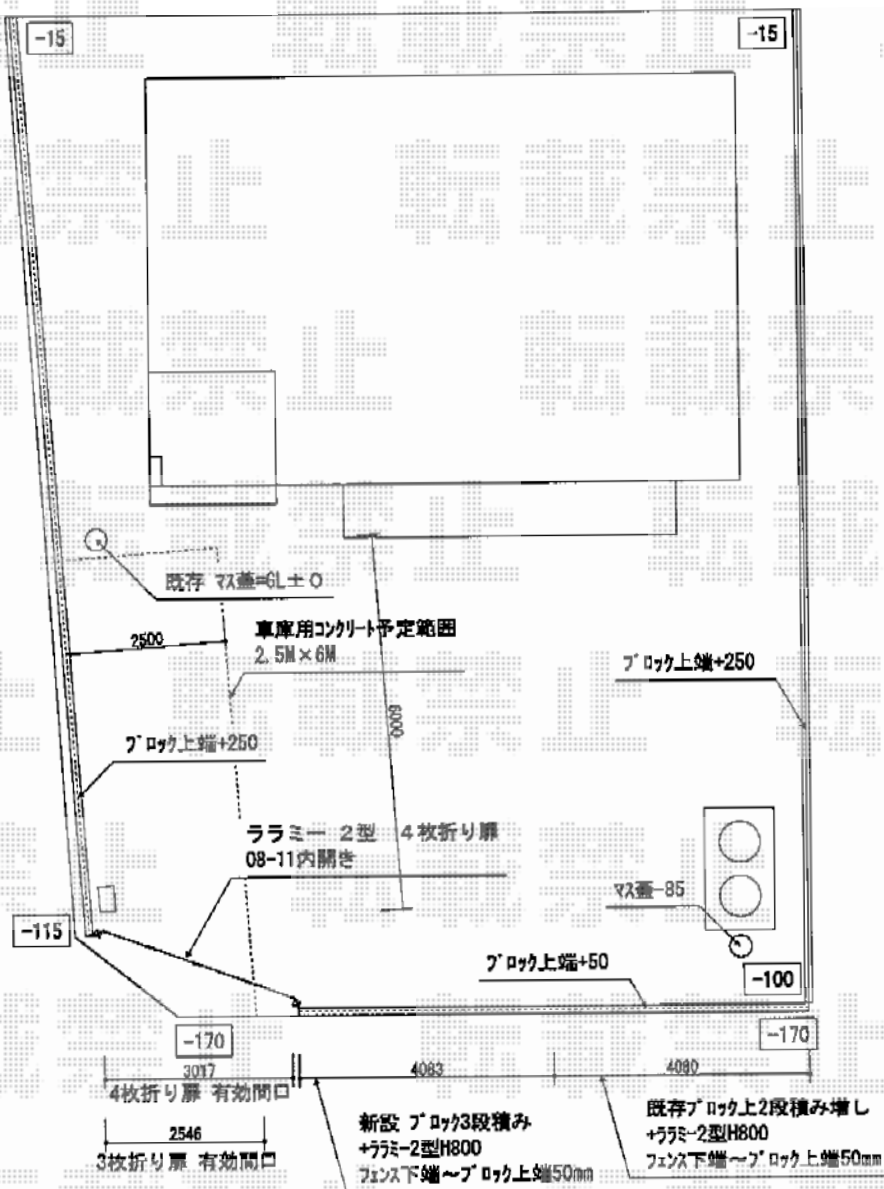 転載禁止
-15
-15
既存 マス蓋=GL±0
2500
車庫用コンクリート予定範囲
2.5M×6M
6000
ブロック上端+250
ブロック上端+250
ララミー 2型 4枚折り扉
08-11内開き
マス蓋-85
-115
ブロック上端+50
-100
-170
-170
3017
4083
4080
4枚折り扉 有効間口
2546
3枚折り扉 有効間口
新設 ブロック3段積み
+ララミー2型H800
フェンス下端~ブロック上端50mm
既存ブロック上2段積み増し
+ララミー2型H800
フェンス下端~ブロック上端50mm